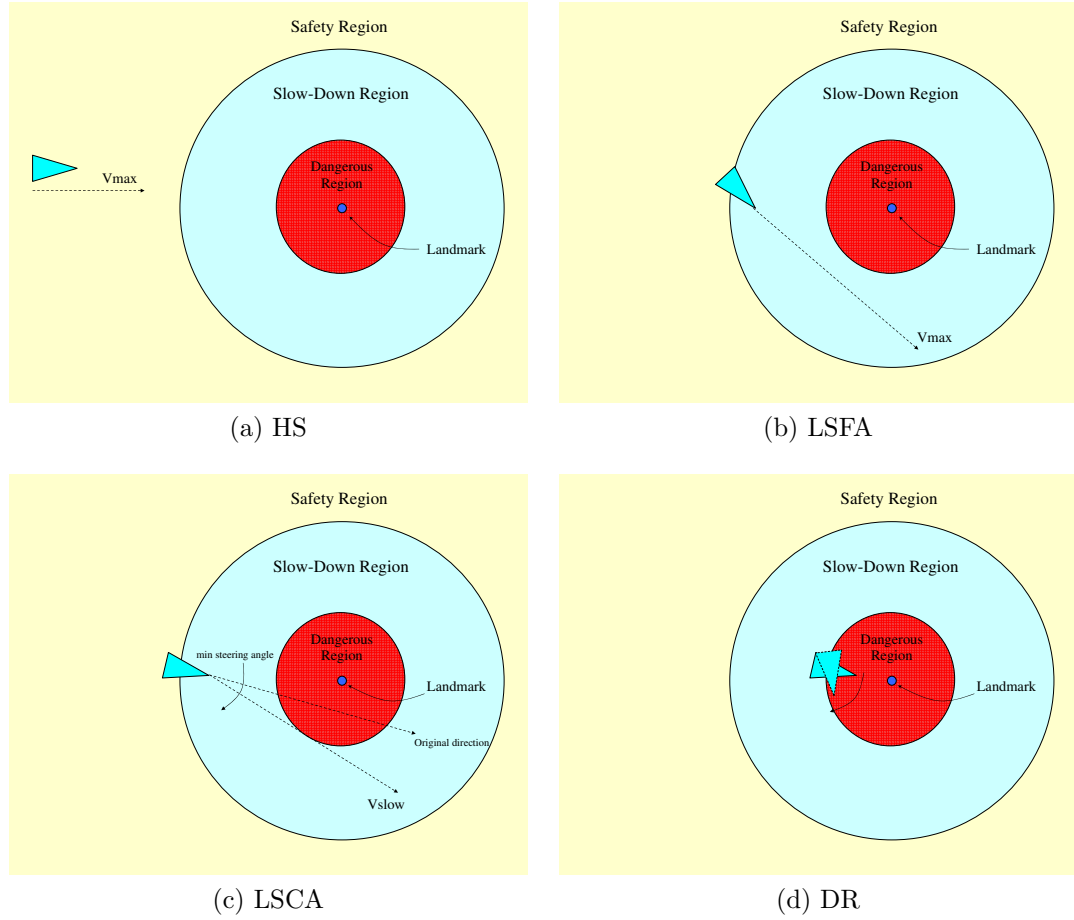 Safety Region
Slow-Down Region
Dangerous
Region
Vmax
Landmark
(a) HS
Safety Region
Slow-Down Region
Dangerous
Region
Landmark
Vmax
(b) LSFA
Safety Region
Slow-Down Region
Dangerous
Region
min steering angle
Landmark
Original direction
Vslow
(c) LSCA
Safety Region
Slow-Down Region
Dangerous
Region
Landmark
(d) DR